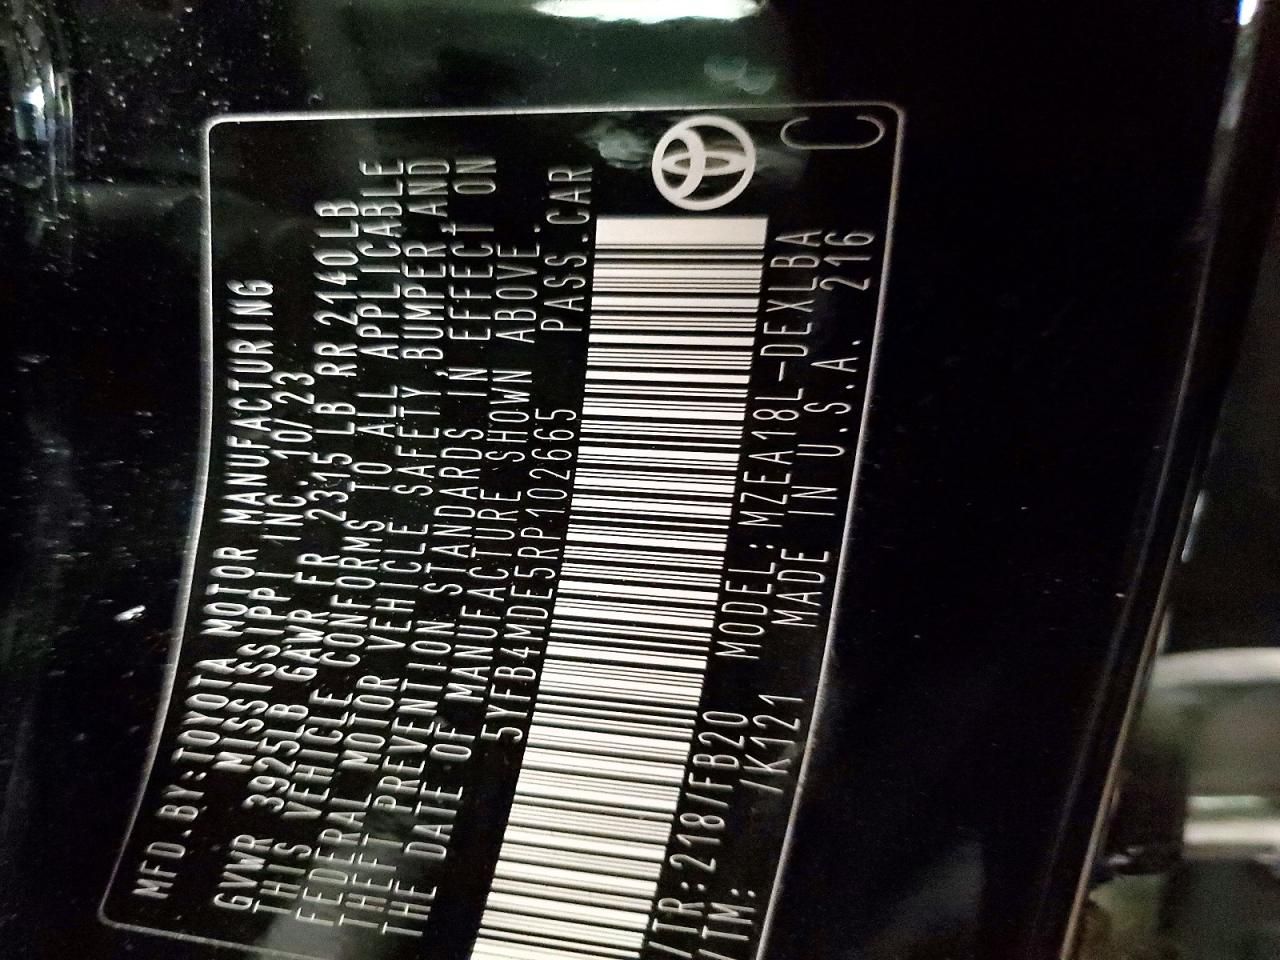 MFD.BY:TOYOTA MOTOR MANUFACTURING
MISSISSIPPI INC. 10/23
GVWR 3925LB GAWR FR 2315 LB RR 2140LB
THIS VEHICLE CONFORMS TO ALL APPLICABLE
FEDERAL MOTOR VEHICLE SAFETY,BUMPER,AND
THEFT PREVENTION STANDARDS IN EFFECT ON
THE DATE OF MANUFACTURE SHOWN ABOVE.
5YFB4MDE5RP102665 PASS.CAR
/TR:218/FB20 MODEL:MZEA18L-DEXLBA
/TM: /K121 MADE IN U.S.A. 216
C